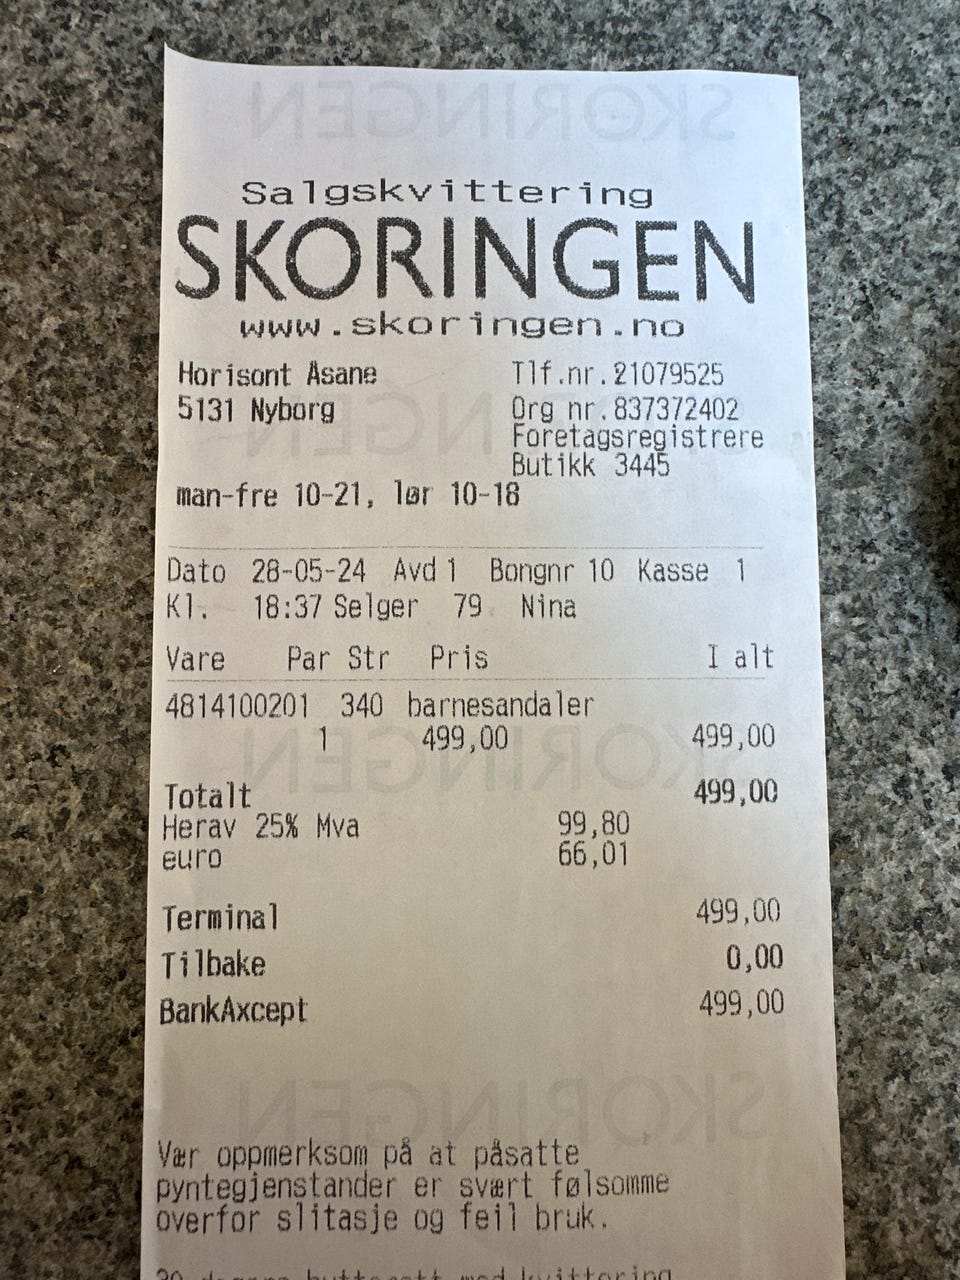 Salgskvittering
SKORINGEN
www.skoringen.no
Horisont Asane Tlf.nr.21079525
5131 Nyborg Org nr.837372402
Foretagsregistrere
Butikk 3445
man-fre 10-21, lør 10-18
Dato 28-05-24 Avd 1 Bongnr 10 Kasse 1
Kl. 18:37 Selger 79 Nina
Vare Par Str Pris I alt
4814100201 340 barnesandaler
1 499,00 499,00
Totalt 499,00
Herav 25% Mva 99,80
euro 66,01
Terminal 499,00
Tilbake 0,00
BankAxcept 499,00
Vær oppmerksom på at påsatte
pyntegjenstander er svært følsomme
overfor slitasje og feil bruk.